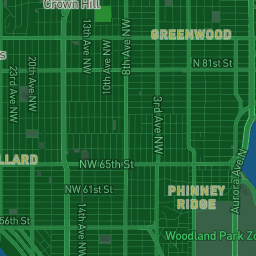 Crown Hill
GREENWOOD
N 81st St
23rd Ave NW
20th Ave NW
13th Ave NW
10th Ave NW
8th Ave NW
3rd Ave NW
LLARD
NW 65th St
NW 61st St
56th St
14th Ave NW
PHINNEY
RIDGE
Aurora Ave N
Woodland Park Zo